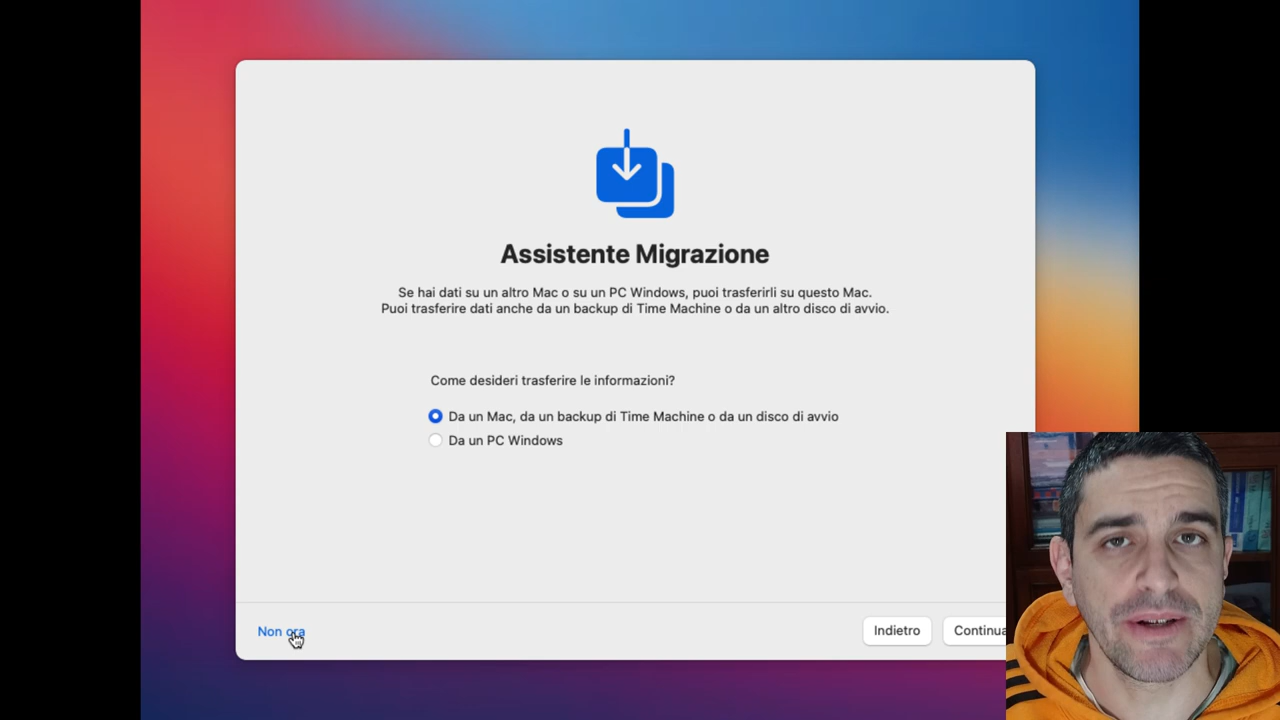 Assistente Migrazione
Se hai dati su un altro Mac o su un PC Windows, puoi trasferirli su questo Mac.
Puoi trasferire dati anche da un backup di Time Machine o da un altro disco di avvio.
Come desideri trasferire le informazioni?
Da un Mac, da un backup di Time Machine o da un disco di avvio
Da un PC Windows
Non ora
Indietro
Continua